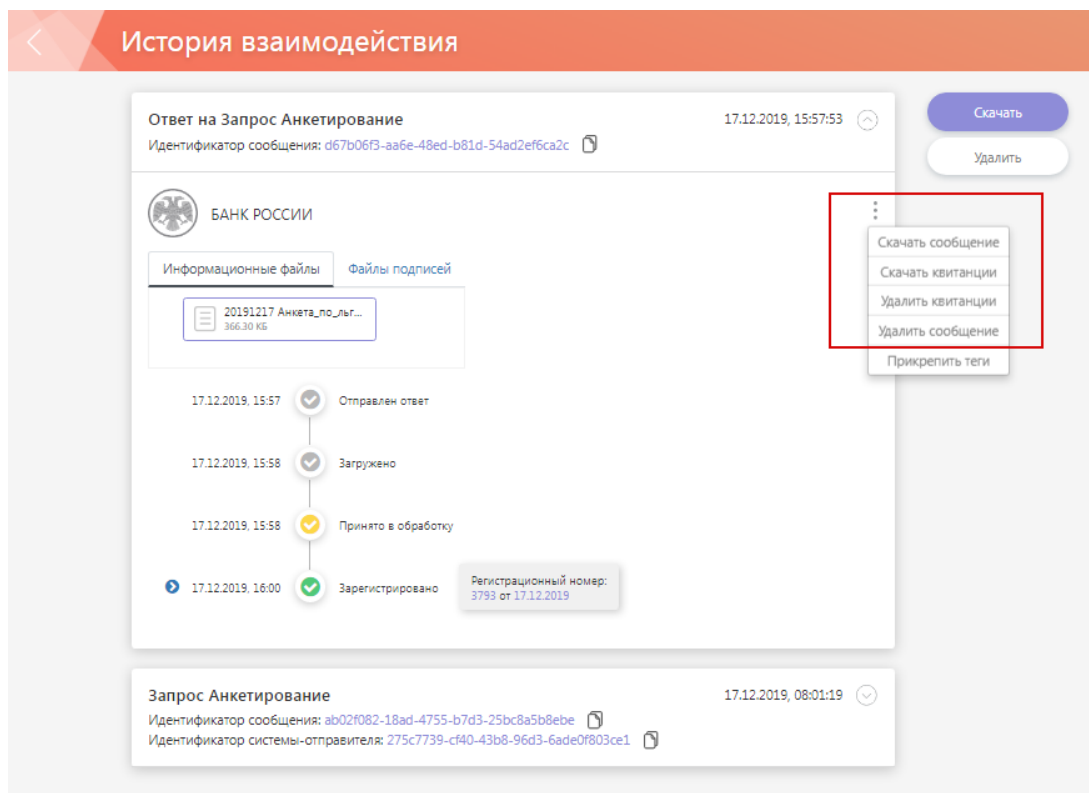 История взаимодействия
Ответ на Запрос Анкетирование
17.12.2019, 15:57:53
Идентификатор сообщения: d67b06f3-aa6e-48ed-b81d-54ad2ef6ca2c
Скачать
Удалить
БАНК РОССИИ
Скачать сообщение
Скачать квитанции
Удалить квитанции
Удалить сообщение
Прикрепить теги
Информационные файлы
Файлы подписей
20191217 Анкета_по_льг...
366.30 КБ
17.12.2019, 15:57 Отправлен ответ
17.12.2019, 15:58 Загружено
17.12.2019, 15:58 Принято в обработку
17.12.2019, 16:00 Зарегистрировано
Регистрационный номер:
3793 от 17.12.2019
Запрос Анкетирование
17.12.2019, 08:01:19
Идентификатор сообщения: ab02f082-18ad-4755-b7d3-25bc8a5b8ebe
Идентификатор системы-отправителя: 275c7739-cf40-43b8-96d3-6ade0f803ce1